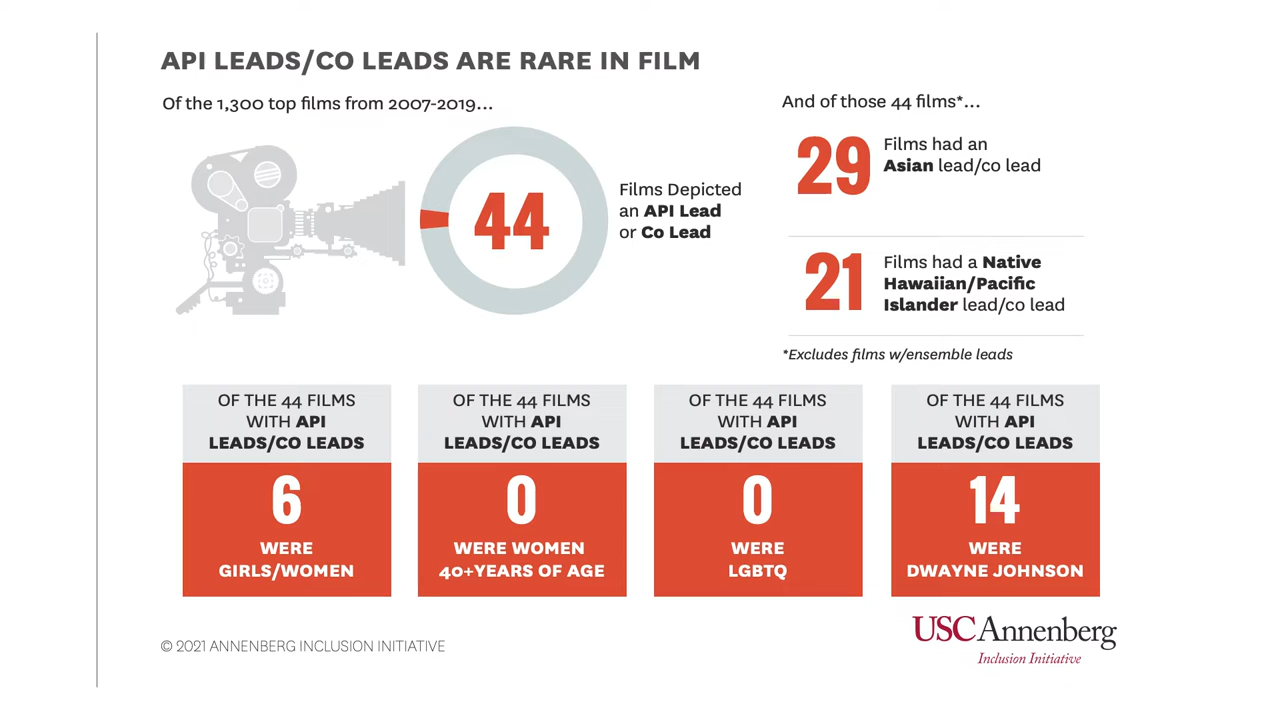 API LEADS/CO LEADS ARE RARE IN FILM
Of the 1,300 top films from 2007-2019...
44
Films Depicted
an API Lead
or Co Lead
And of those 44 films*...
29
Films had an
Asian lead/co lead
21
Films had a Native
Hawaiian/Pacific
Islander lead/co lead
*Excludes films w/ensemble leads
OF THE 44 FILMS
WITH API
LEADS/CO LEADS
6
WERE
GIRLS/WOMEN
OF THE 44 FILMS
WITH API
LEADS/CO LEADS
0
WERE WOMEN
40+YEARS OF AGE
OF THE 44 FILMS
WITH API
LEADS/CO LEADS
0
WERE
LGBTQ
OF THE 44 FILMS
WITH API
LEADS/CO LEADS
14
WERE
DWAYNE JOHNSON
© 2021 ANNENBERG INCLUSION INITIATIVE
USCAnnenberg
Inclusion Initiative